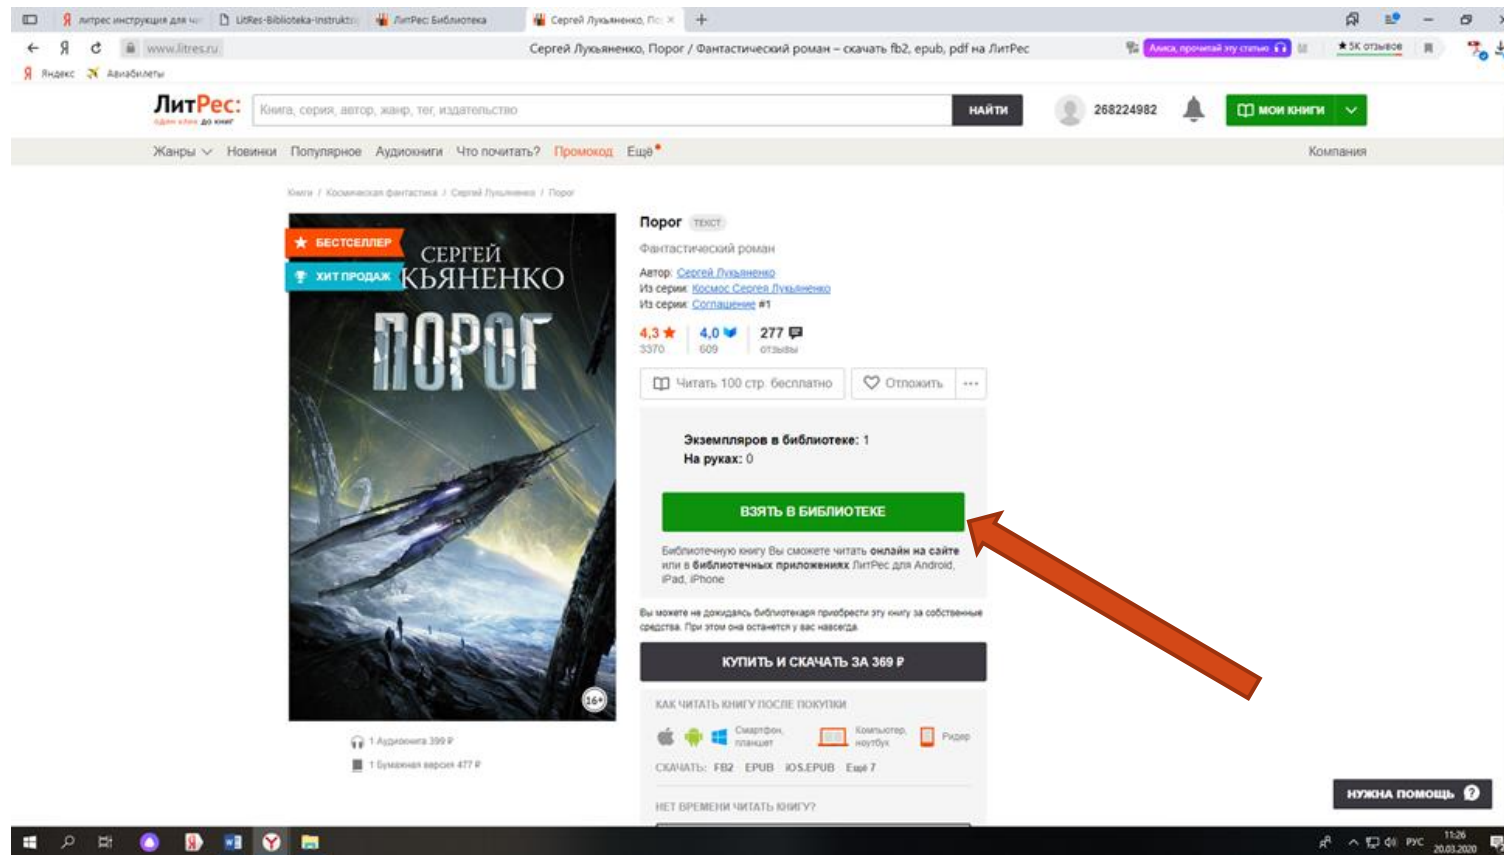 литрес инструкция для чи
LitRes-Biblioteka-Instrukto
ЛитРес: Библиотека
Сергей Лукьяненко, По
www.litres.ru
Сергей Лукьяненко, Порог / Фантастический роман – скачать fb2, epub, pdf на ЛитРес
Алиса, прочитай эту статью
★ 5К отзывов
Яндекс
Авиабилеты
ЛитРес:
один клик до книг
Книга, серия, автор, жанр, тег, издательство
НАЙТИ
268224982
МОИ КНИГИ
Жанры
Новинки
Популярное
Аудиокниги
Что почитать?
Промокод
Ещё
Компания
Книги / Космическая фантастика / Сергей Лукьяненко / Порог
БЕСТСЕЛЛЕР
ХИТ ПРОДАЖ
СЕРГЕЙ
КЬЯНЕНКО
ПОРОГ
16+
1 Аудиокнига 399 ₽
1 Бумажная версия 477 ₽
Порог ТЕКСТ
Фантастический роман
Автор: Сергей Лукьяненко
Из серии: Космос Сергея Лукьяненко
Из серии: Соглашение #1
4,3 ★ 4,0 277
3370 609 отзывы
Читать 100 стр. бесплатно
Отложить
...
Экземпляров в библиотеке: 1
На руках: 0
ВЗЯТЬ В БИБЛИОТЕКЕ
Библиотечную книгу Вы сможете читать онлайн на сайте
или в библиотечных приложениях ЛитРес для Android,
iPad, iPhone
Вы можете не дожидаясь библиотекаря приобрести эту книгу за собственные
средства. При этом она останется у вас навсегда.
КУПИТЬ И СКАЧАТЬ ЗА 369 ₽
КАК ЧИТАТЬ КНИГУ ПОСЛЕ ПОКУПКИ
Смартфон,
планшет
Компьютер,
ноутбук
Ридер
СКАЧАТЬ: FB2 EPUB IOS.EPUB Ещё 7
НЕТ ВРЕМЕНИ ЧИТАТЬ КНИГУ?
НУЖНА ПОМОЩЬ ?
РУС
11:26
20.03.2020